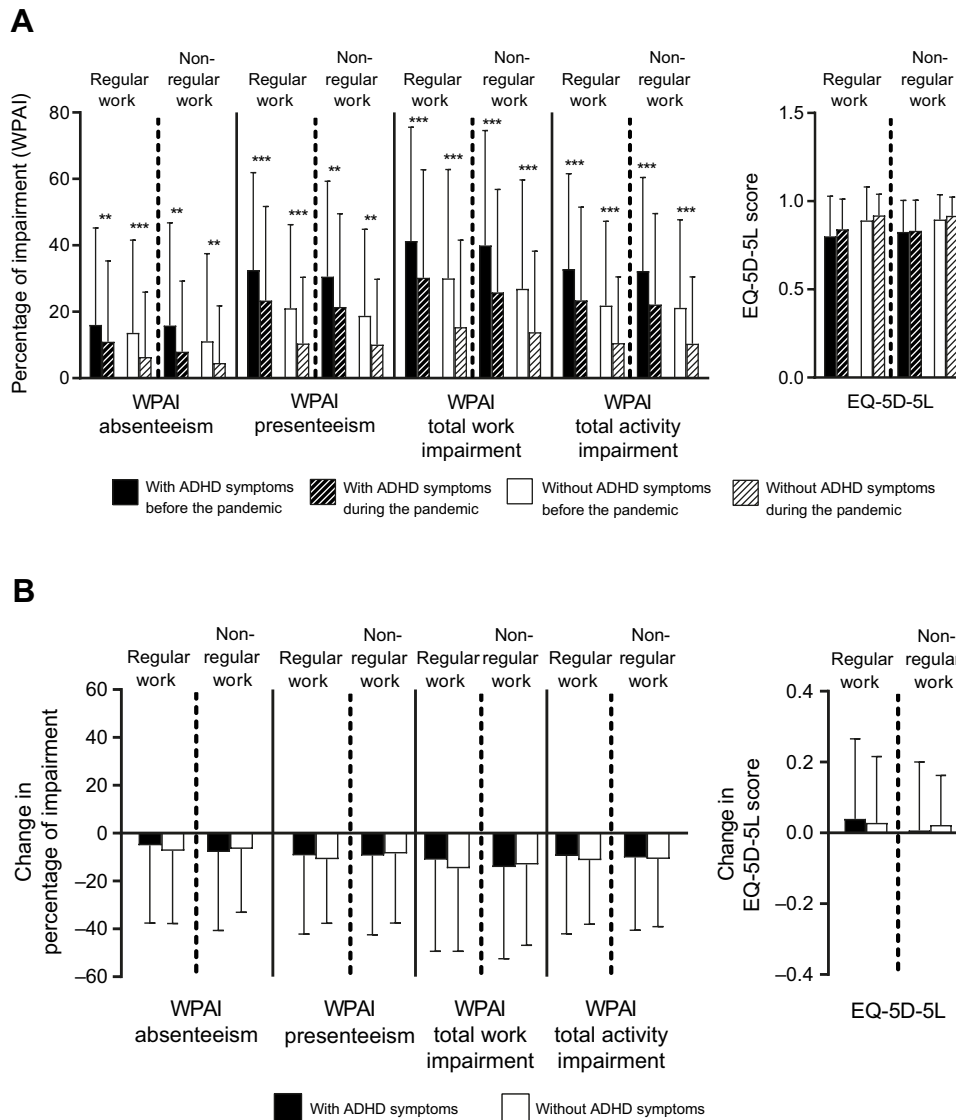 A
Regular work
Non-regular work
Regular work
Non-regular work
Regular work
Non-regular work
Regular work
Non-regular work
Regular work
Non-regular work
Percentage of impairment (WPAI)
80
60
40
20
0
** *** ** **
*** *** ** **
*** *** *** ***
*** *** *** ***
WPAI
absenteeism
WPAI
presenteeism
WPAI
total work
impairment
WPAI
total activity
impairment
EQ-5D-5L score
1.5
1.0
0.5
0.0
EQ-5D-5L
With ADHD symptoms
before the pandemic
With ADHD symptoms
during the pandemic
Without ADHD symptoms
before the pandemic
Without ADHD symptoms
during the pandemic
B
Regular work
Non-regular work
Regular work
Non-regular work
Regular work
Non-regular work
Regular work
Non-regular work
Regular work
Non-regular work
Change in
percentage of impairment
60
40
20
0
–20
–40
–60
WPAI
absenteeism
WPAI
presenteeism
WPAI
total work
impairment
WPAI
total activity
impairment
Change in
EQ-5D-5L score
0.4
0.2
0.0
–0.2
–0.4
EQ-5D-5L
With ADHD symptoms
Without ADHD symptoms